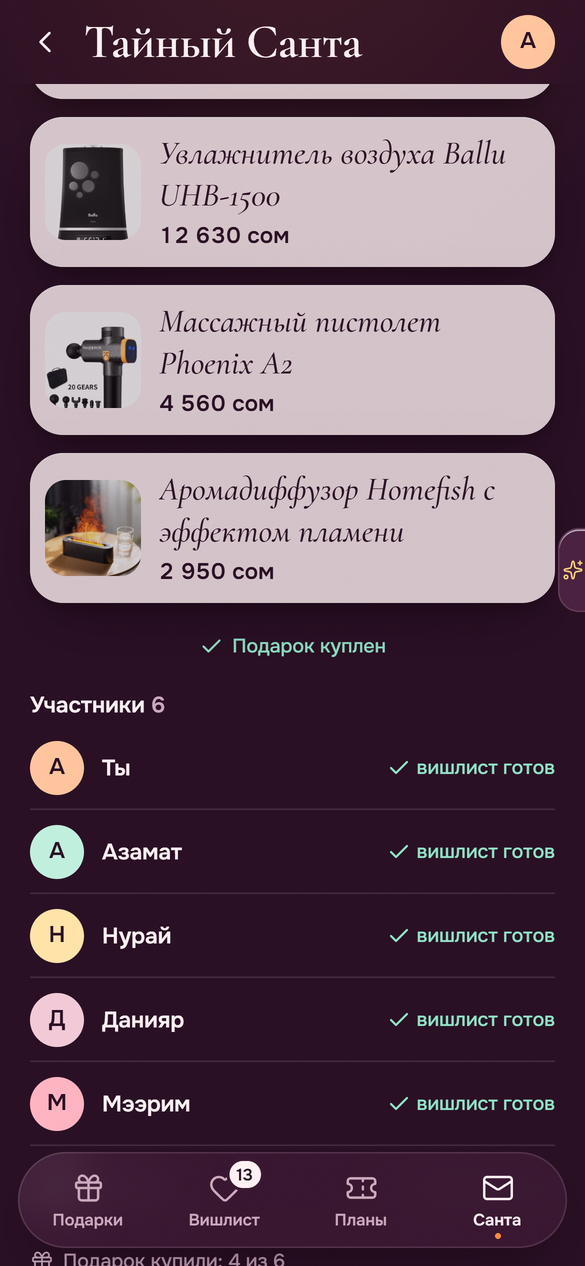 Тайный Санта
А
Увлажнитель воздуха Ballu
UHB-1500
Ballu
12 630 сом
Массажный пистолет
Phoenix A2
20 GEARS
4 560 сом
Аромадиффузор Homefish с
эффектом пламени
2 950 сом
Подарок куплен
Участники 6
А Ты вишлист готов
А Азамат вишлист готов
Н Нурай вишлист готов
Д Данияр вишлист готов
М Мээрим вишлист готов
13
Подарки Вишлист Планы Санта
Подарок купили: 4 из 6